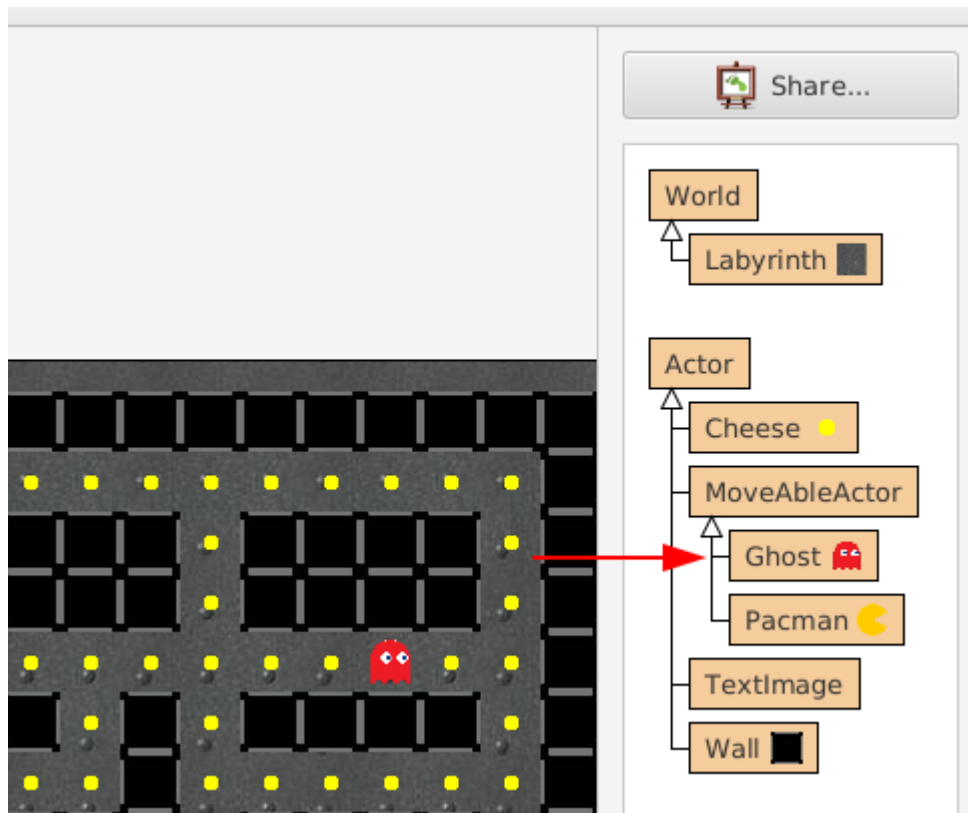 Share...
World
Labyrinth
Actor
Cheese
MoveAbleActor
Ghost
Pacman
TextImage
Wall